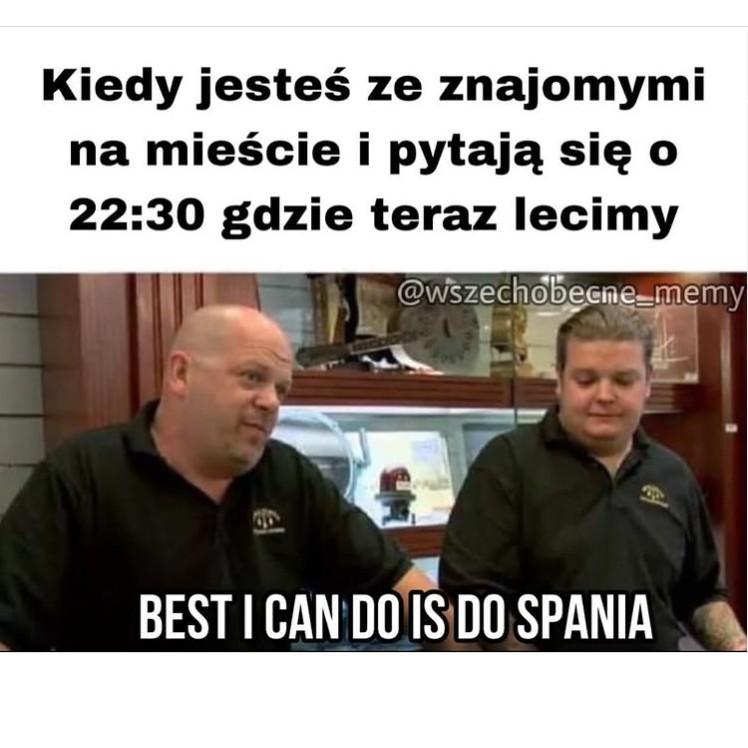 Kiedy jesteś ze znajomymi
na mieście i pytają się o
22:30 gdzie teraz lecimy
@wszechobecne_memy
BEST I CAN DO IS DO SPANIA